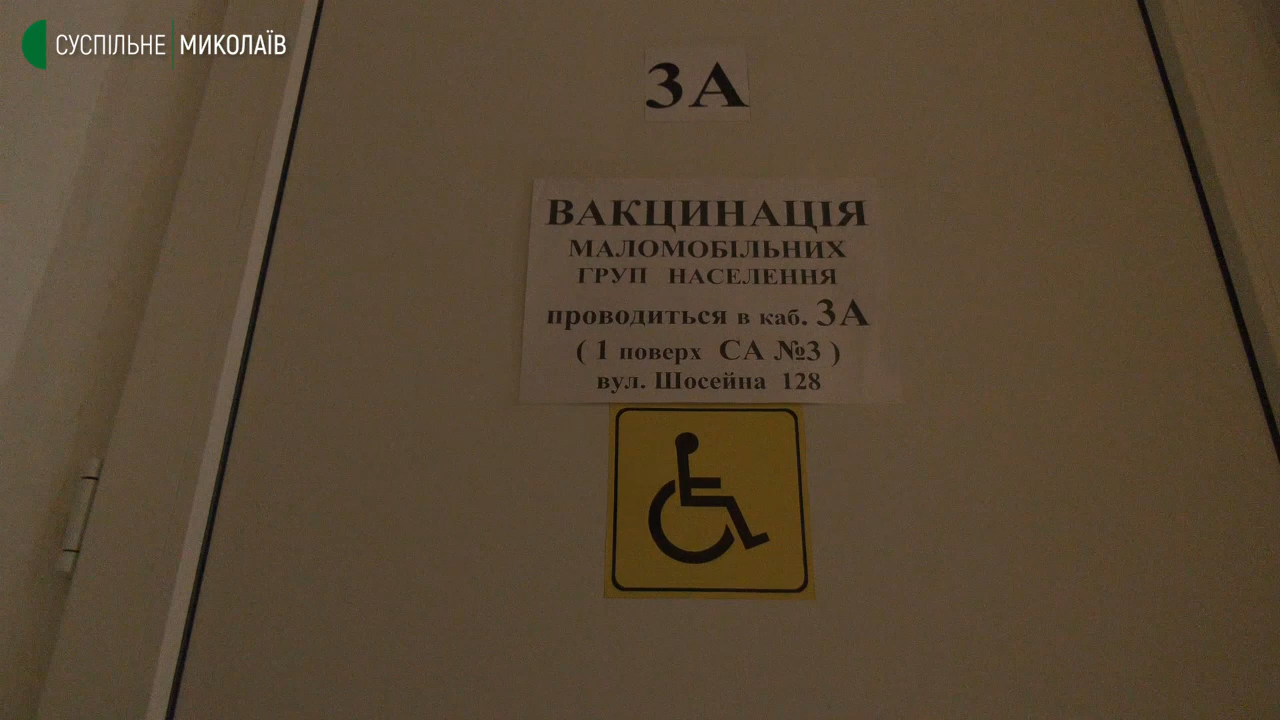 СУСПІЛЬНЕ МИКОЛАЇВ
3А
ВАКЦИНАЦІЯ
МАЛОМОБІЛЬНИХ
ГРУП НАСЕЛЕННЯ
проводиться в каб. 3А
( 1 поверх СА №3 )
вул. Шосейна 128